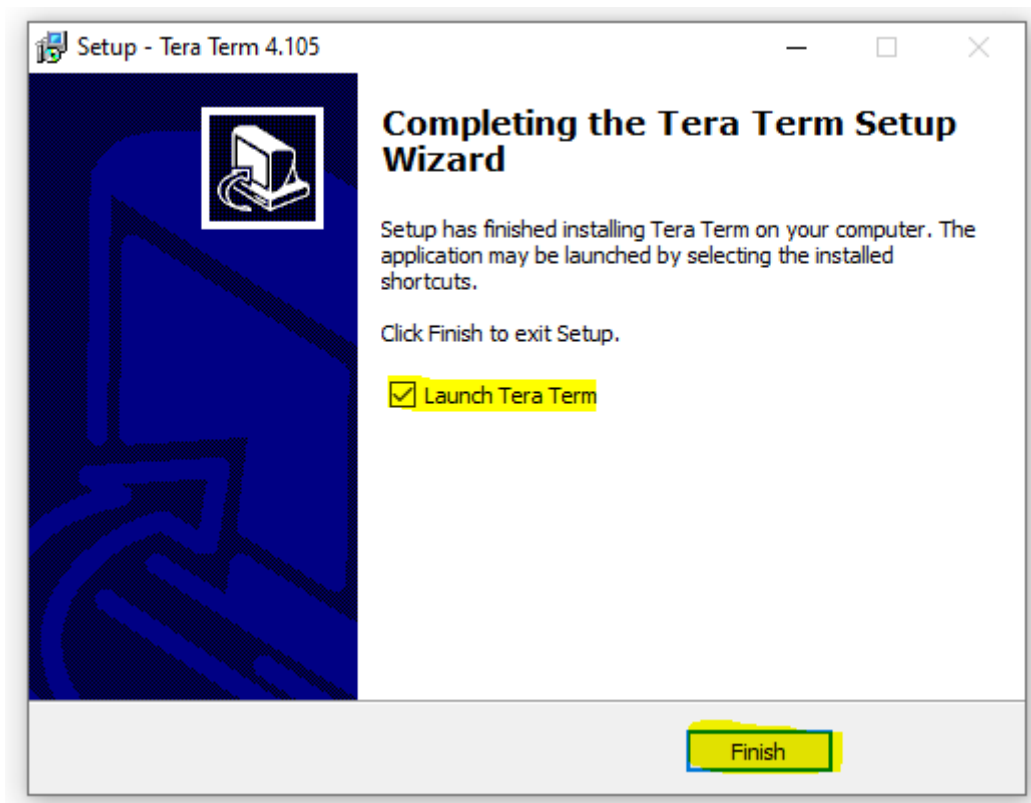 Setup - Tera Term 4.105
Completing the Tera Term Setup
Wizard
Setup has finished installing Tera Term on your computer. The
application may be launched by selecting the installed
shortcuts.
Click Finish to exit Setup.
Launch Tera Term
Finish